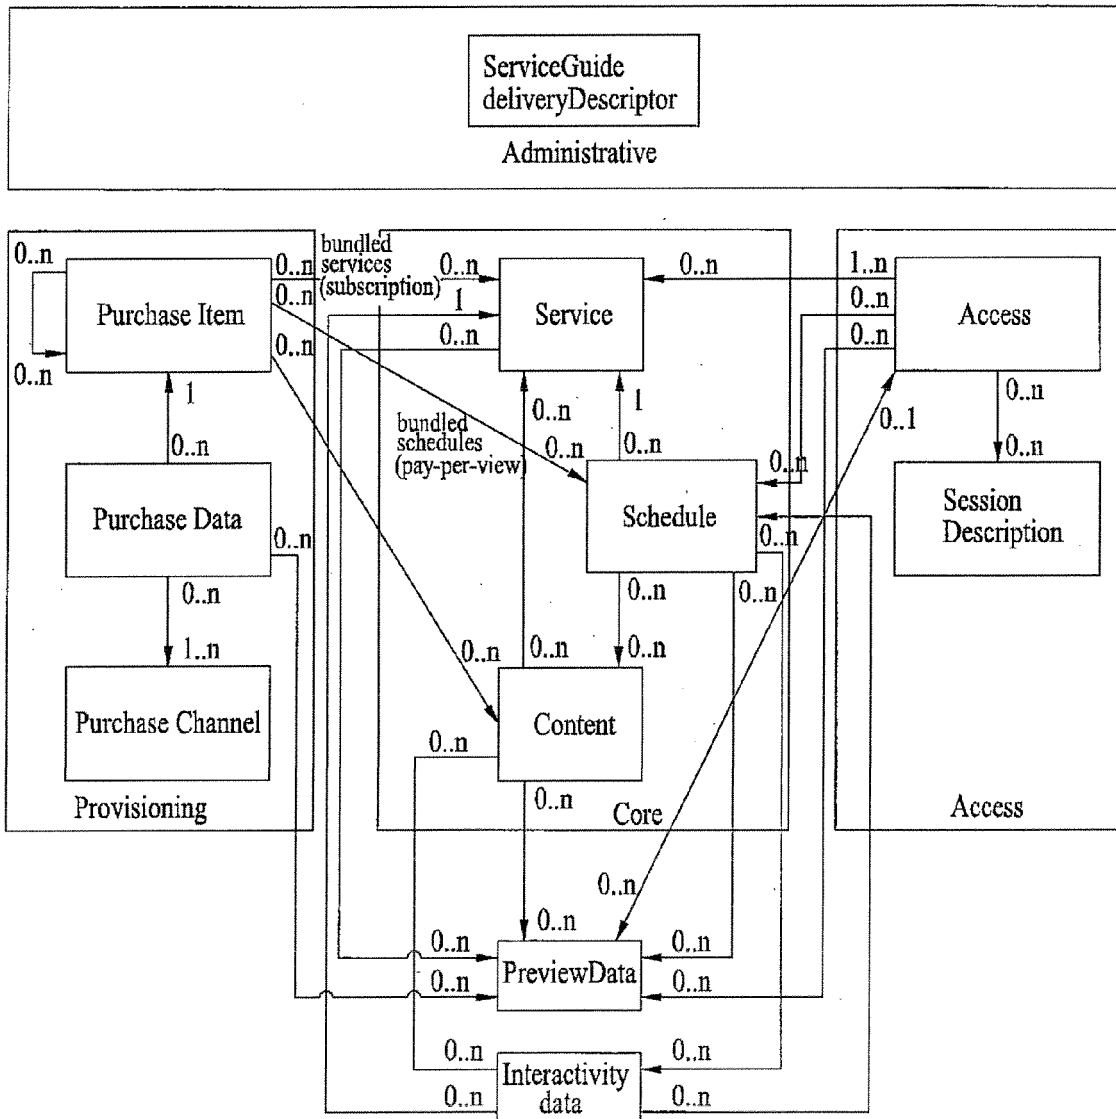 ServiceGuide
deliveryDescriptor
Administrative
0..n
0..n
bundled
services
(subscription)
0..n
0..n
1..n
Purchase Item
0..n
1
Service
0..n
Access
0..n
0..n
0..n
0..n
1
0..n
1
0..n
0..1
0..n
bundled
schedules
(pay-per-view)
0..n
0..n
0..n
0..n
Purchase Data
Schedule
Session
Description
0..n
0..n
0..n
0..n
0..n
1..n
0..n
0..n
0..n
Purchase Channel
Content
0..n
0..n
Provisioning
Core
Access
0..n
0..n
0..n
0..n
PreviewData
0..n
0..n
0..n
0..n
Interactivity
data
0..n
0..n